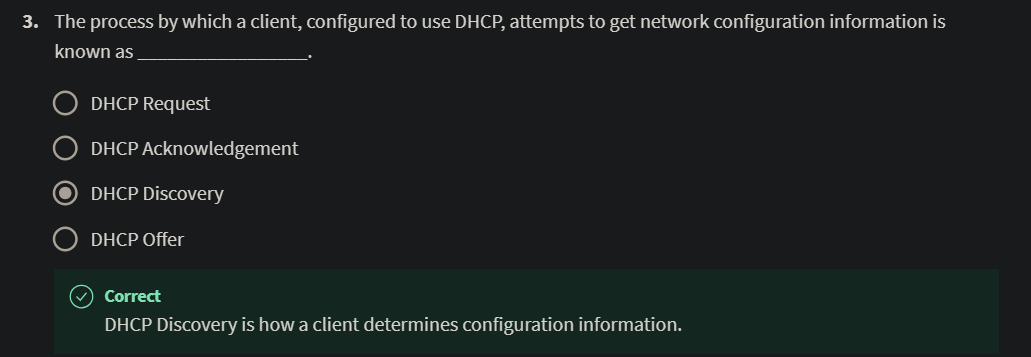 3. The process by which a client, configured to use DHCP, attempts to get network configuration information is
known as _________________.
DHCP Request
DHCP Acknowledgement
DHCP Discovery
DHCP Offer
Correct
DHCP Discovery is how a client determines configuration information.